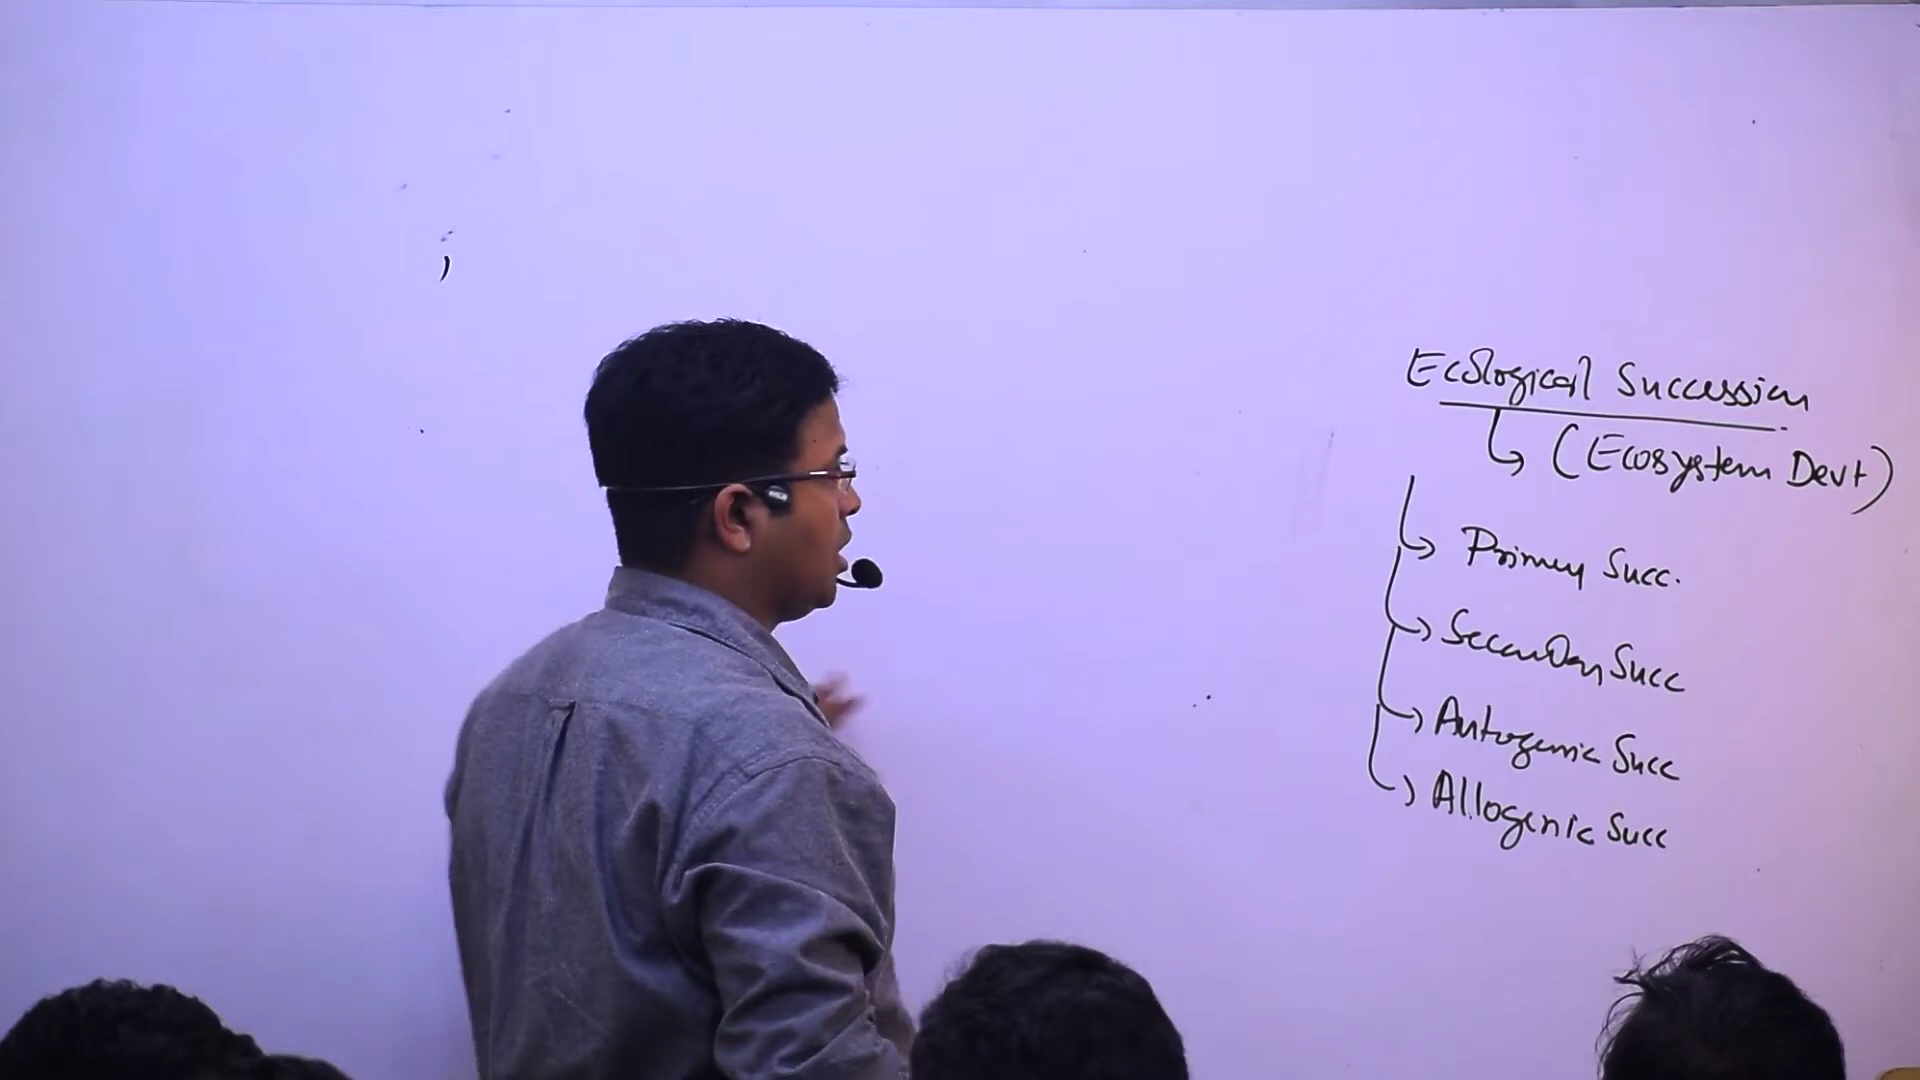 Ecological Succession
(Ecosystem Devt)
Primary Succ.
Secondary Succ
Autogenic Succ
Allogenic Succ